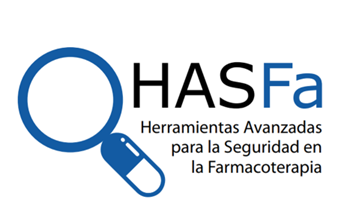 HASFa
Herramientas Avanzadas
para la Seguridad en
la Farmacoterapia